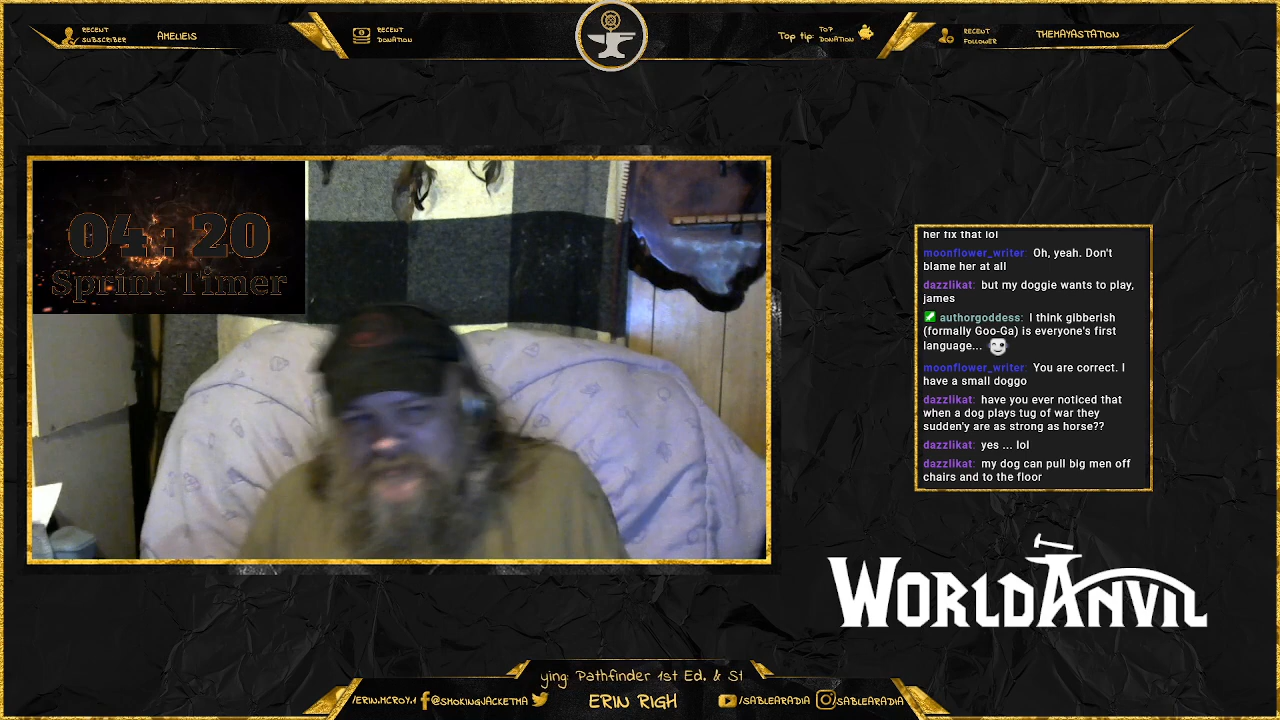 RECENT
SUBSCRIBER
AMELIEIS
RECENT
DONATION
Top tip:
TOP
DONATION
RECENT
FOLLOWER
THEMAYASTATION
04:20
Sprint Timer
her fix that lol
moonflower_writer: Oh, yeah. Don't
blame her at all
dazzlikat: but my doggie wants to play,
james
authorgoddess: I think gibberish
(formally Goo-Ga) is everyone's first
language...
moonflower_writer: You are correct. I
have a small doggo
dazzlikat: have you ever noticed that
when a dog plays tug of war they
sudden'y are as strong as horse??
dazzlikat: yes ... lol
dazzlikat: my dog can pull big men off
chairs and to the floor
WORLDANVIL
ying: Pathfinder 1st Ed. & St
/ERIN.MCROY.1
@SMOKINGJACKETMA
ERIN RIGH
/SABLEARADIA
/SABLEARADIA